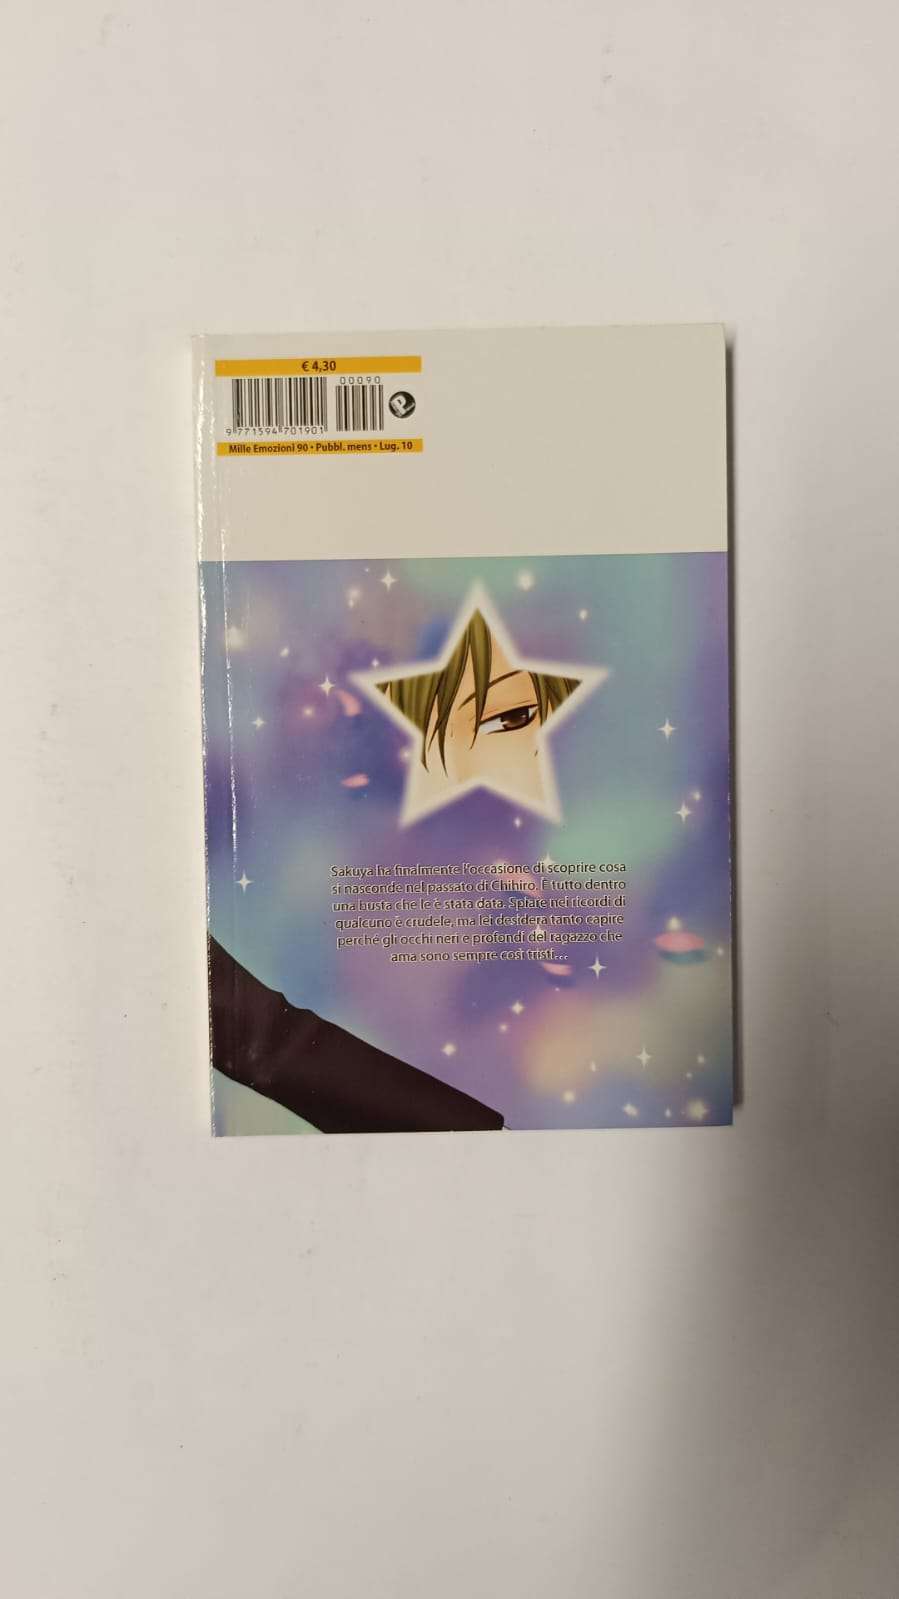 € 4,30
00090
9 771594 701901
Mille Emozioni 90 • Pubbl. mens • Lug. 10
Sakuya ha finalmente l'occasione di scoprire cosa
si nasconde nel passato di Chihiro. È tutto dentro
una busta che le è stata data. Spiare nei ricordi di
qualcuno è crudele, ma lei desidera tanto capire
perché gli occhi neri e profondi del ragazzo che
ama sono sempre così tristi...